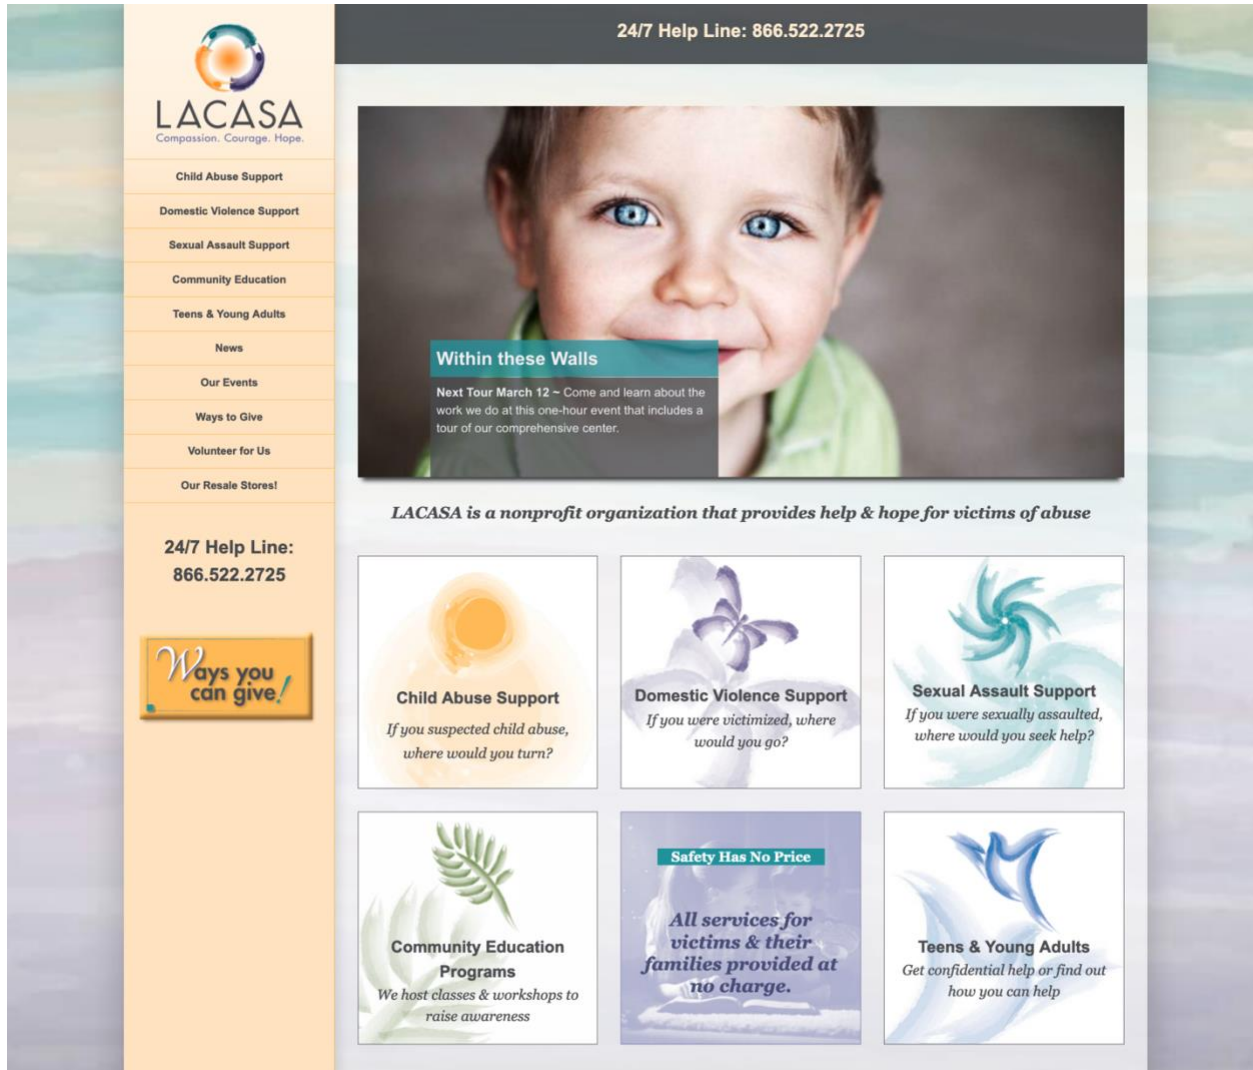 LACASA
Compassion. Courage. Hope.
Child Abuse Support
Domestic Violence Support
Sexual Assault Support
Community Education
Teens & Young Adults
News
Our Events
Ways to Give
Volunteer for Us
Our Resale Stores!
24/7 Help Line:
866.522.2725
Ways you
can give!
24/7 Help Line: 866.522.2725
Within these Walls
Next Tour March 12 ~ Come and learn about the
work we do at this one-hour event that includes a
tour of our comprehensive center.
LACASA is a nonprofit organization that provides help & hope for victims of abuse
Child Abuse Support
If you suspected child abuse,
where would you turn?
Domestic Violence Support
If you were victimized, where
would you go?
Sexual Assault Support
If you were sexually assaulted,
where would you seek help?
Community Education
Programs
We host classes & workshops to
raise awareness
Safety Has No Price
All services for
victims & their
families provided at
no charge.
Teens & Young Adults
Get confidential help or find out
how you can help